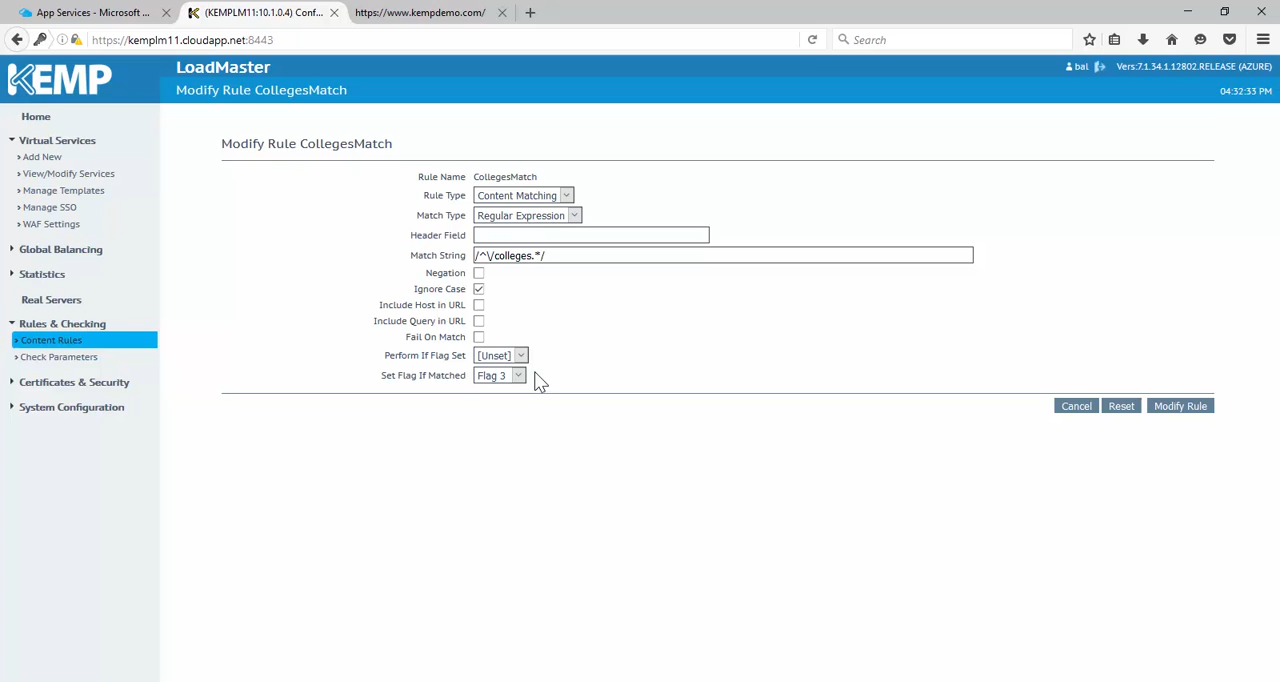 App Services - Microsoft ...
(KEMPLM11:10.1.0.4) Conf...
https://www.kempdemo.com/
https://kemplm11.cloudapp.net:8443
Search
KEMP
LoadMaster
bal
Vers:7.1.34.1.12802.RELEASE (AZURE)
Modify Rule CollegesMatch
04:32:33 PM
Home
Virtual Services
Add New
View/Modify Services
Manage Templates
Manage SSO
WAF Settings
Global Balancing
Statistics
Real Servers
Rules & Checking
Content Rules
Check Parameters
Certificates & Security
System Configuration
Modify Rule CollegesMatch
Rule Name CollegesMatch
Rule Type Content Matching
Match Type Regular Expression
Header Field
Match String /^\/colleges.*/
Negation
Ignore Case
Include Host in URL
Include Query in URL
Fail On Match
Perform If Flag Set [Unset]
Set Flag If Matched Flag 3
Cancel Reset Modify Rule